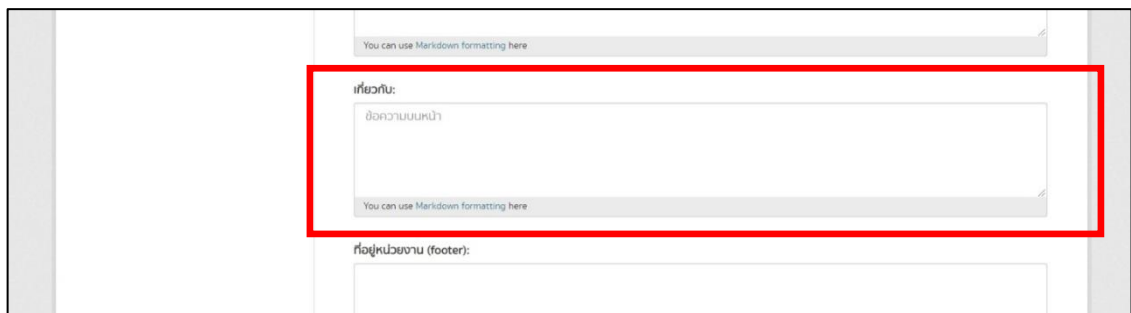 You can use Markdown formatting here
เกี่ยวกับ:
ข้อความบนหน้า
You can use Markdown formatting here
ที่อยู่หน่วยงาน (footer):